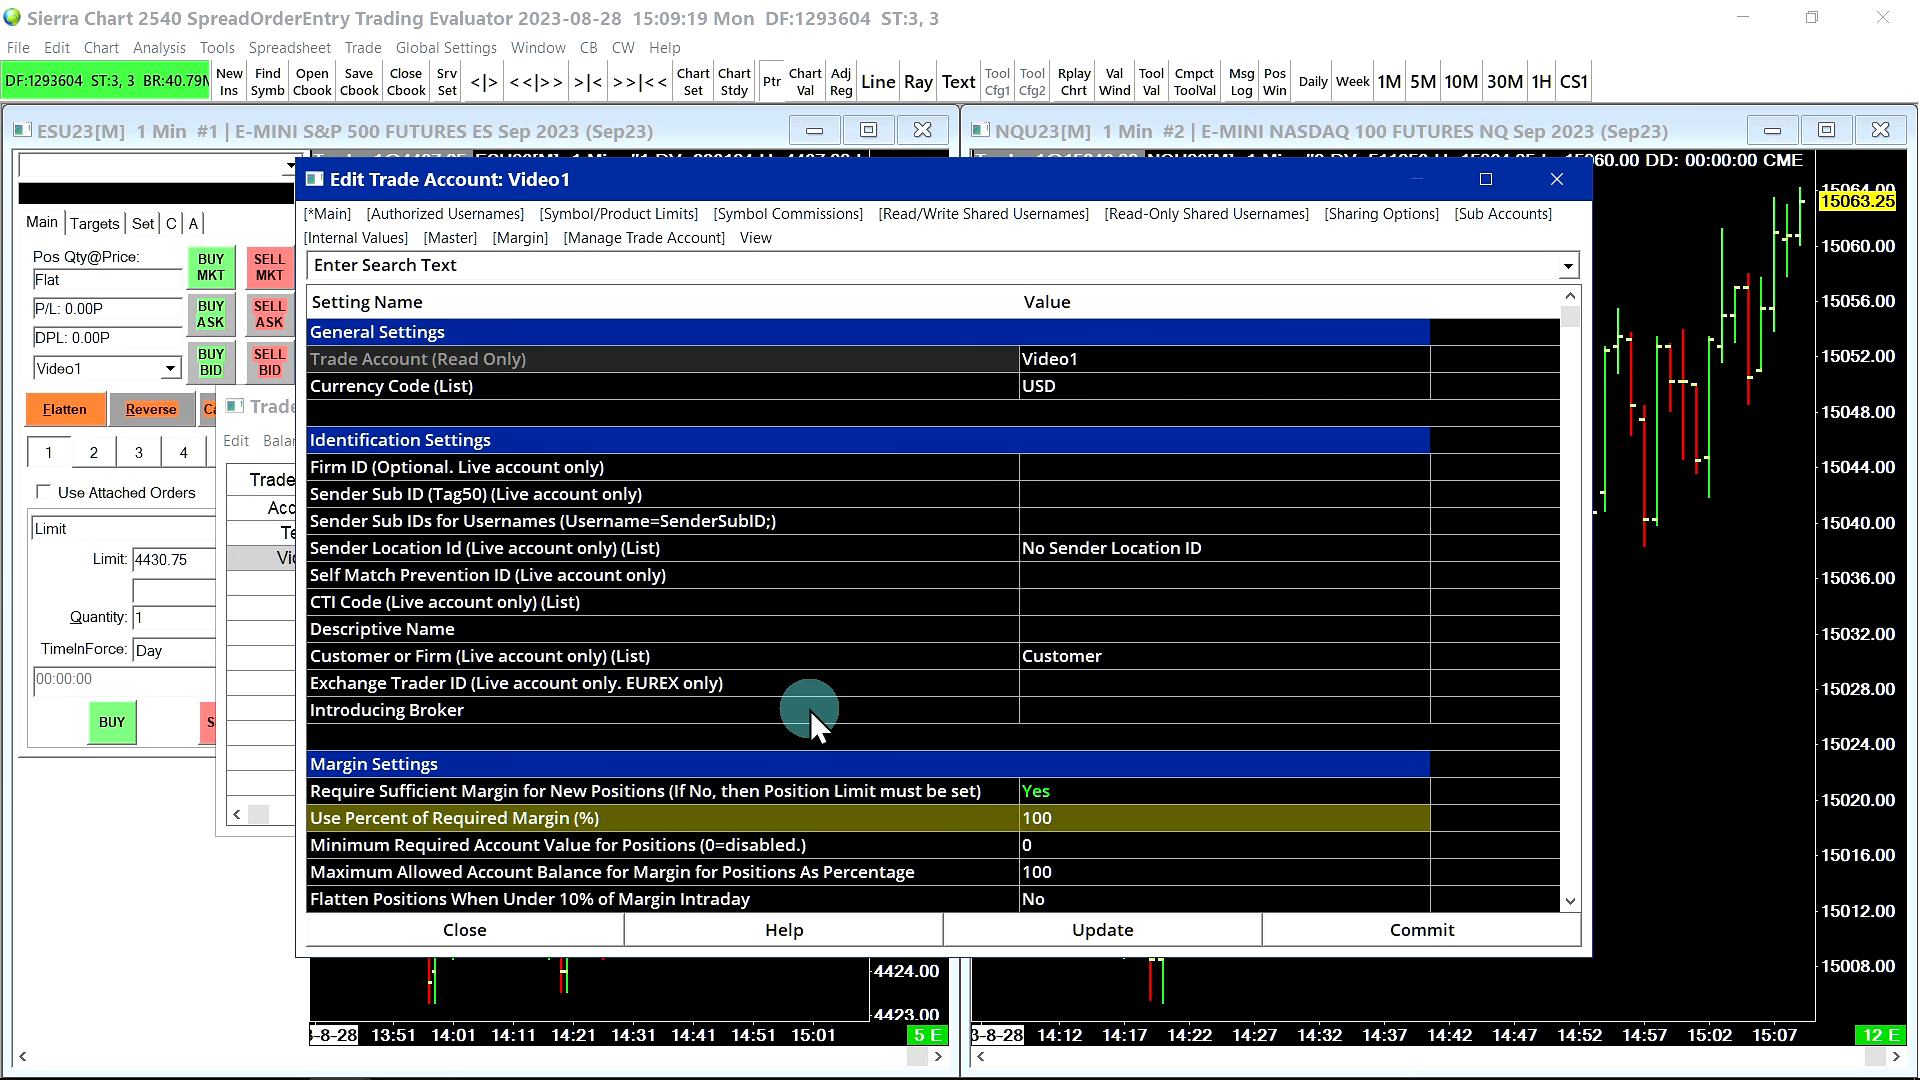 Sierra Chart 2540 SpreadOrderEntry Trading Evaluator 2023-08-28 15:09:19 Mon DF:1293604 ST:3, 3
File Edit Chart Analysis Tools Spreadsheet Trade Global Settings Window CB CW Help
DF:1293604 ST:3, 3 BR:40.79
New Ins
Find Symb
Open Cbook
Save Cbook
Close Cbook
Srv Set
<|>
<<|>>
>|<
>>|<<
Chart Set
Chart Stdy
Ptr
Chart Val
Adj Reg
Line
Ray
Text
Tool Cfg1
Tool Cfg2
Rplay Chrt
Val Wind
Tool Val
Cmpct ToolVal
Msg Log
Pos Win
Daily
Week
1M
5M
10M
30M
1H
CS1
ESU23[M] 1 Min #1 | E-MINI S&P 500 FUTURES ES Sep 2023 (Sep23)
NQU23[M] 1 Min #2 | E-MINI NASDAQ 100 FUTURES NQ Sep 2023 (Sep23)
60.00 DD: 00:00:00 CME
Main Targets Set C A
Pos Qty@Price:
Flat
P/L: 0.00P
DPL: 0.00P
Video1
BUY MKT
SELL MKT
BUY ASK
SELL ASK
BUY BID
SELL BID
Flatten
Reverse
1 2 3 4
Use Attached Orders
Limit
Limit: 4430.75
Quantity: 1
TimeInForce: Day
00:00:00
BUY
S
Trade
Edit
Trade
Edit Trade Account: Video1
[*Main] [Authorized Usernames] [Symbol/Product Limits] [Symbol Commissions] [Read/Write Shared Usernames] [Read-Only Shared Usernames] [Sharing Options] [Sub Accounts]
[Internal Values] [Master] [Margin] [Manage Trade Account] View
Enter Search Text
Setting Name Value
General Settings
Trade Account (Read Only) Video1
Currency Code (List) USD
Identification Settings
Firm ID (Optional. Live account only)
Sender Sub ID (Tag50) (Live account only)
Sender Sub IDs for Usernames (Username=SenderSubID;)
Sender Location Id (Live account only) (List) No Sender Location ID
Self Match Prevention ID (Live account only)
CTI Code (Live account only) (List)
Descriptive Name
Customer or Firm (Live account only) (List) Customer
Exchange Trader ID (Live account only. EUREX only)
Introducing Broker
Margin Settings
Require Sufficient Margin for New Positions (If No, then Position Limit must be set) Yes
Use Percent of Required Margin (%) 100
Minimum Required Account Value for Positions (0=disabled.) 0
Maximum Allowed Account Balance for Margin for Positions As Percentage 100
Flatten Positions When Under 10% of Margin Intraday No
Close Help Update Commit
15064.00
15063.25
15060.00
15056.00
15052.00
15048.00
15044.00
15040.00
15036.00
15032.00
15028.00
15024.00
15020.00
15016.00
15012.00
15008.00
4424.00
4423.00
3-8-28 13:51 14:01 14:11 14:21 14:31 14:41 14:51 15:01 5 E
3-8-28 14:12 14:17 14:22 14:27 14:32 14:37 14:42 14:47 14:52 14:57 15:02 15:07 12 E